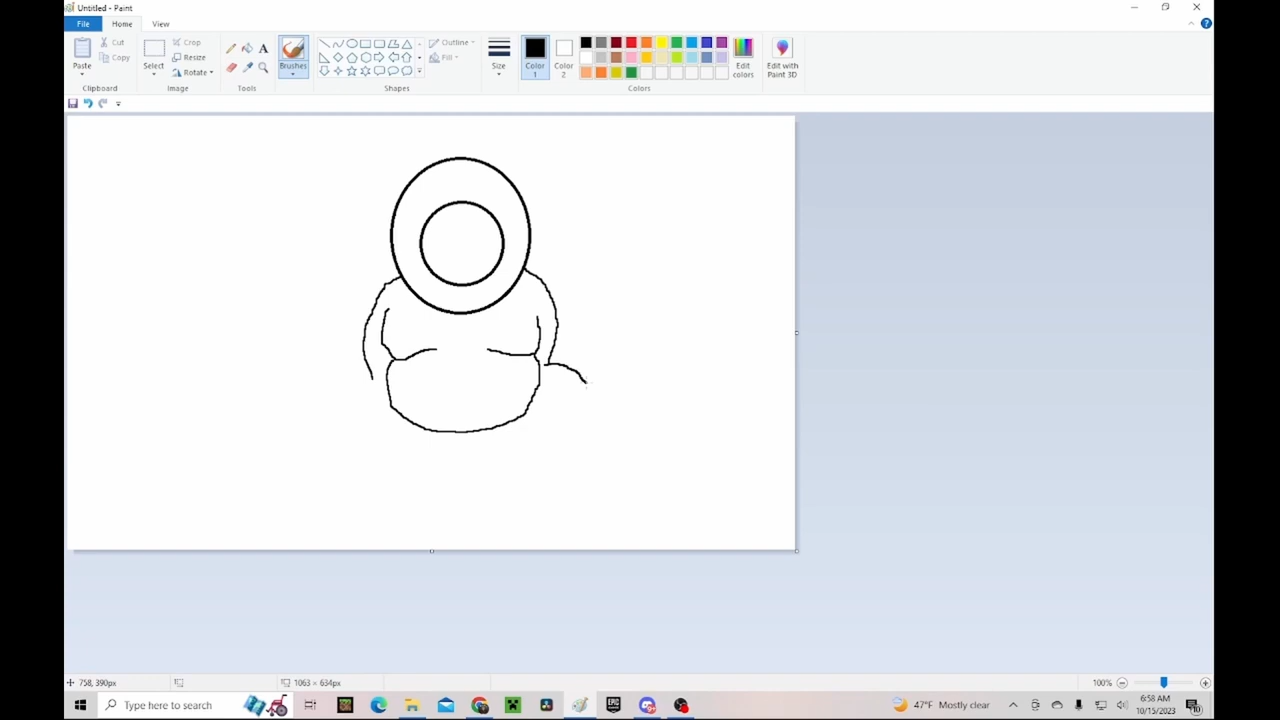 Untitled - Paint
File Home View
Paste Cut Copy
Clipboard
Select Crop Resize Rotate
Image
A
Tools
Brushes
Shapes
Outline
Fill
Size
Color 1
Color 2
Colors
Edit colors
Edit with Paint 3D
758, 390px
1063 × 634px
100%
Type here to search
EPIC
47°F Mostly clear
6:58 AM
10/15/2023